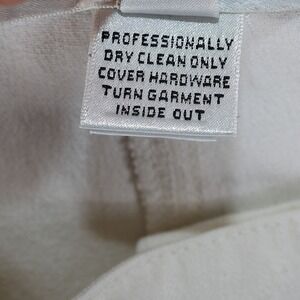 PROFESSIONALLY
DRY CLEAN ONLY
COVER HARDWARE
TURN GARMENT
INSIDE OUT